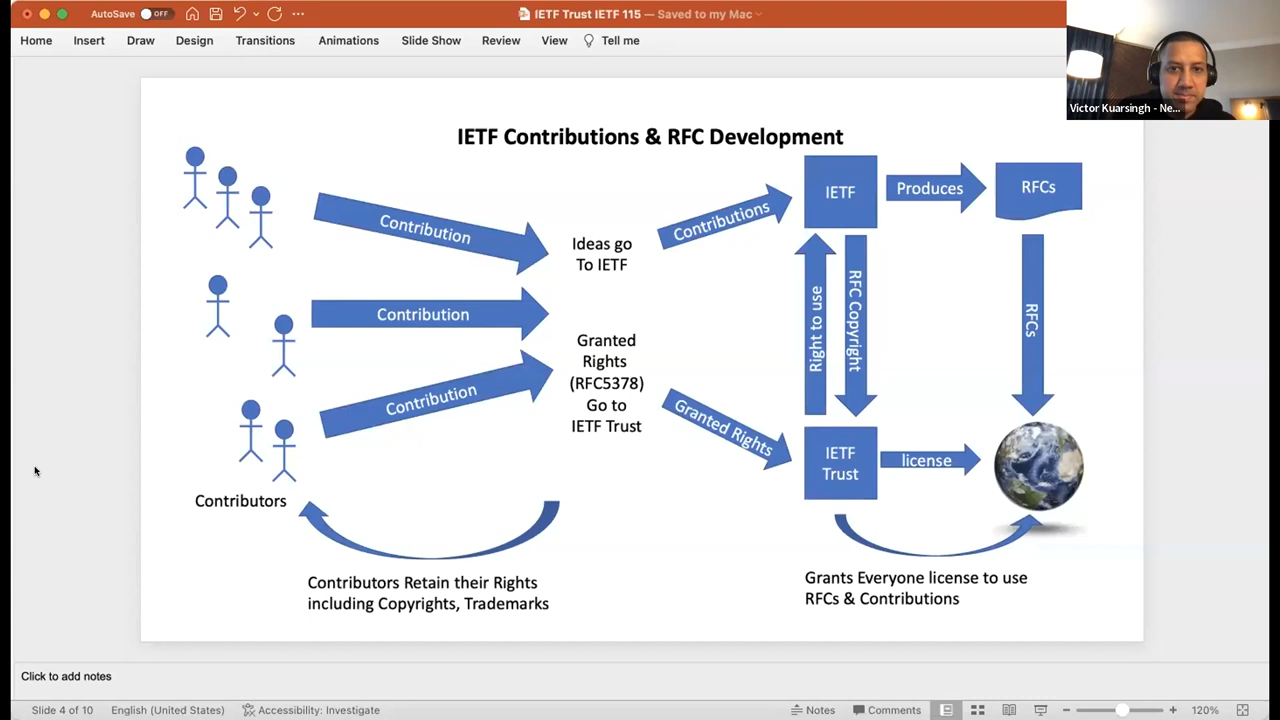 AutoSave OFF
IETF Trust IETF 115 — Saved to my Mac
Home Insert Draw Design Transitions Animations Slide Show Review View Tell me
Victor Kuarsingh - Ne...
IETF Contributions & RFC Development
Contribution
Contribution
Contribution
Contributors
Ideas go
To IETF
Granted
Rights
(RFC5378)
Go to
IETF Trust
Contributions
Granted Rights
IETF
Produces
RFCs
Right to use
RFC Copyright
RFCs
IETF
Trust
license
Contributors Retain their Rights
including Copyrights, Trademarks
Grants Everyone license to use
RFCs & Contributions
Click to add notes
Slide 4 of 10 English (United States) Accessibility: Investigate Notes Comments 120%